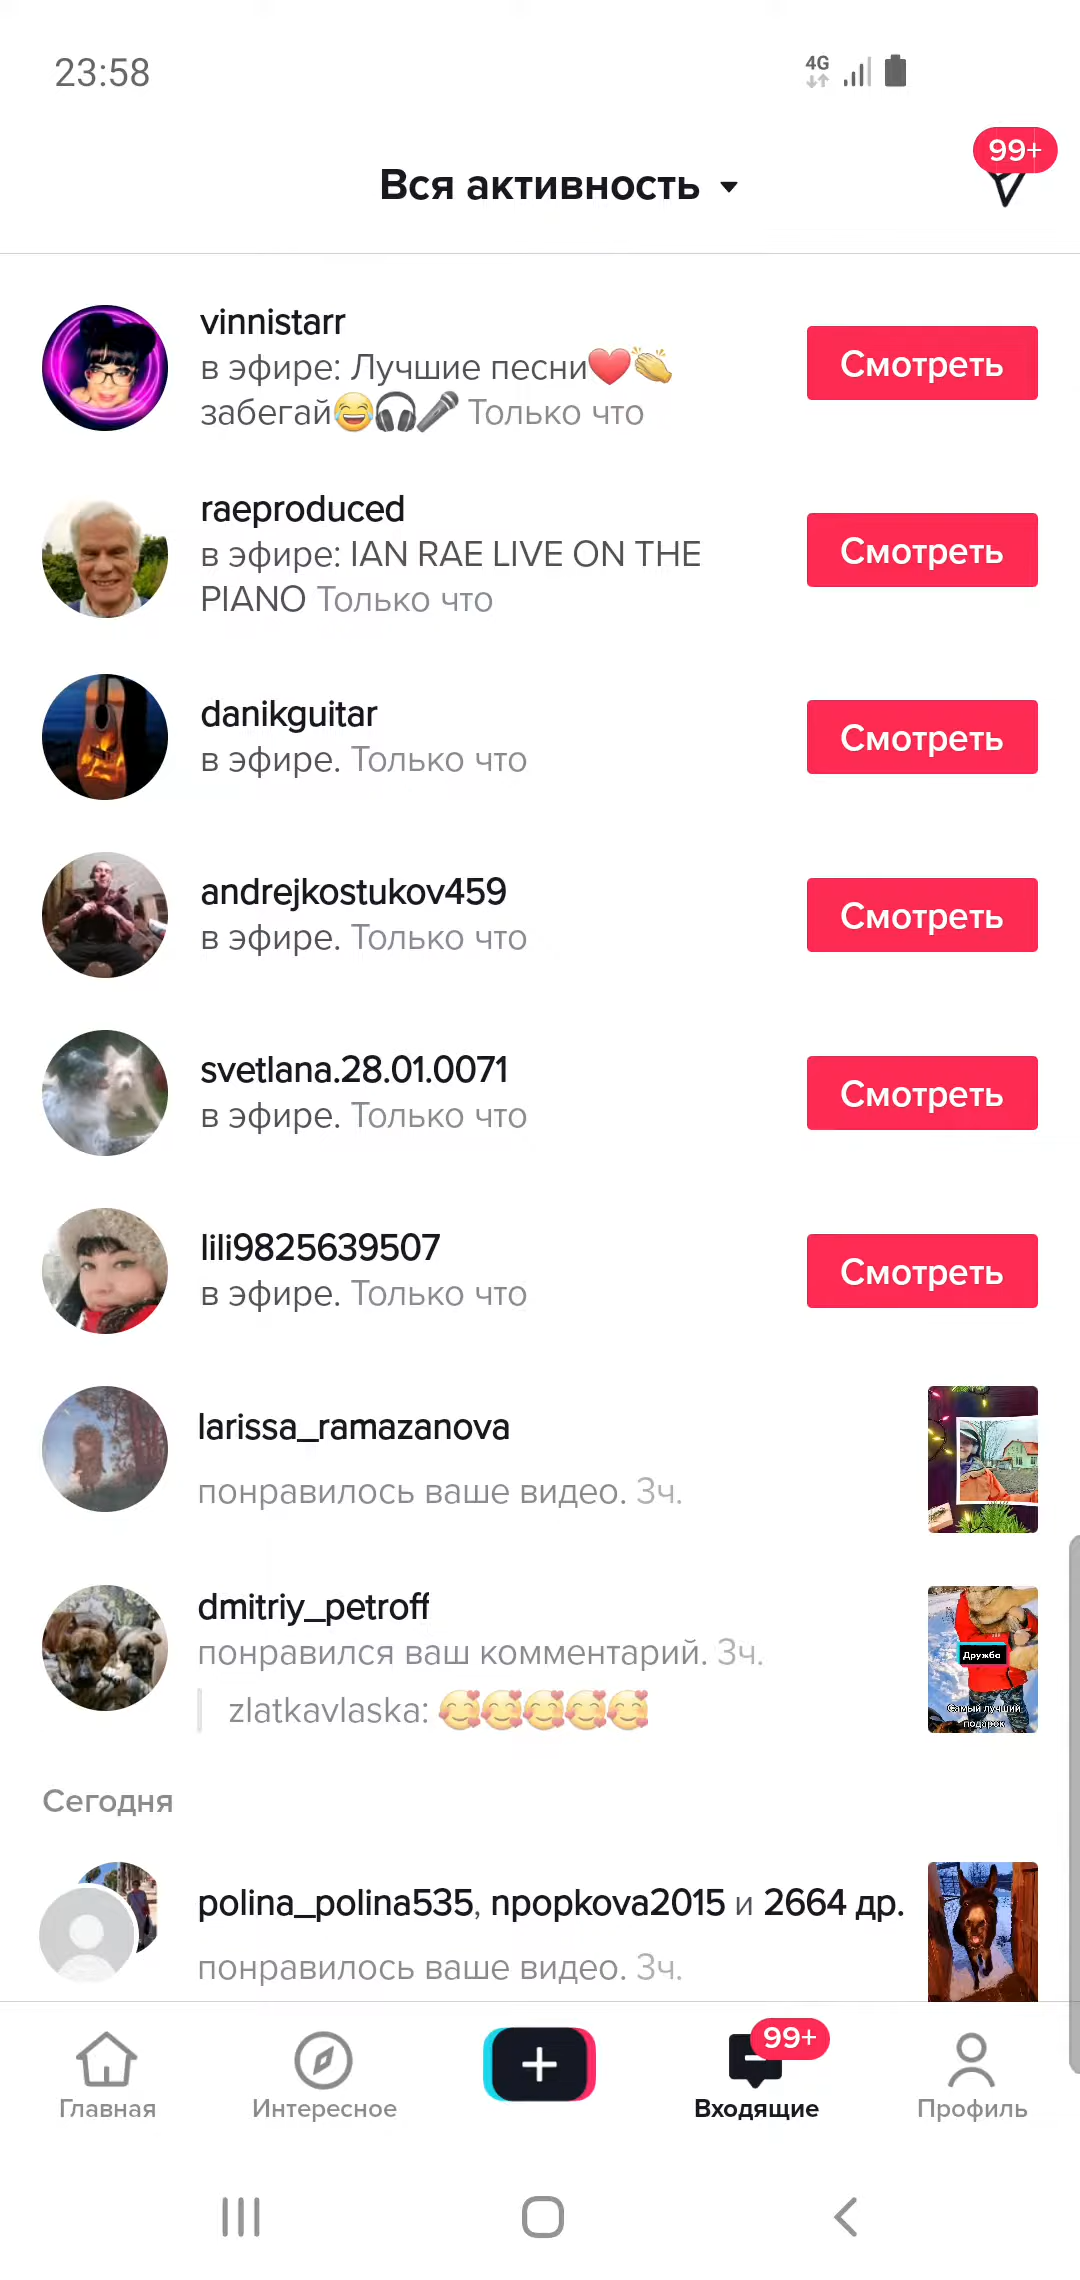 23:58
4G
Вся активность
99+
vinnistarr
в эфире: Лучшие песни❤️👏
забегай😂🎧🎤 Только что
Смотреть
raeproduced
в эфире: IAN RAE LIVE ON THE
PIANO Только что
Смотреть
danikguitar
в эфире. Только что
Смотреть
andrejkostukov459
в эфире. Только что
Смотреть
svetlana.28.01.0071
в эфире. Только что
Смотреть
lili9825639507
в эфире. Только что
Смотреть
larissa_ramazanova
понравилось ваше видео. 3ч.
dmitriy_petroff
понравился ваш комментарий. 3ч.
zlatkavlaska: 🥰🥰🥰🥰🥰
Дружба
Самый лучший
подарок
Сегодня
polina_polina535, npopkova2015 и 2664 др.
понравилось ваше видео. 3ч.
99+
Главная
Интересное
Входящие
Профиль